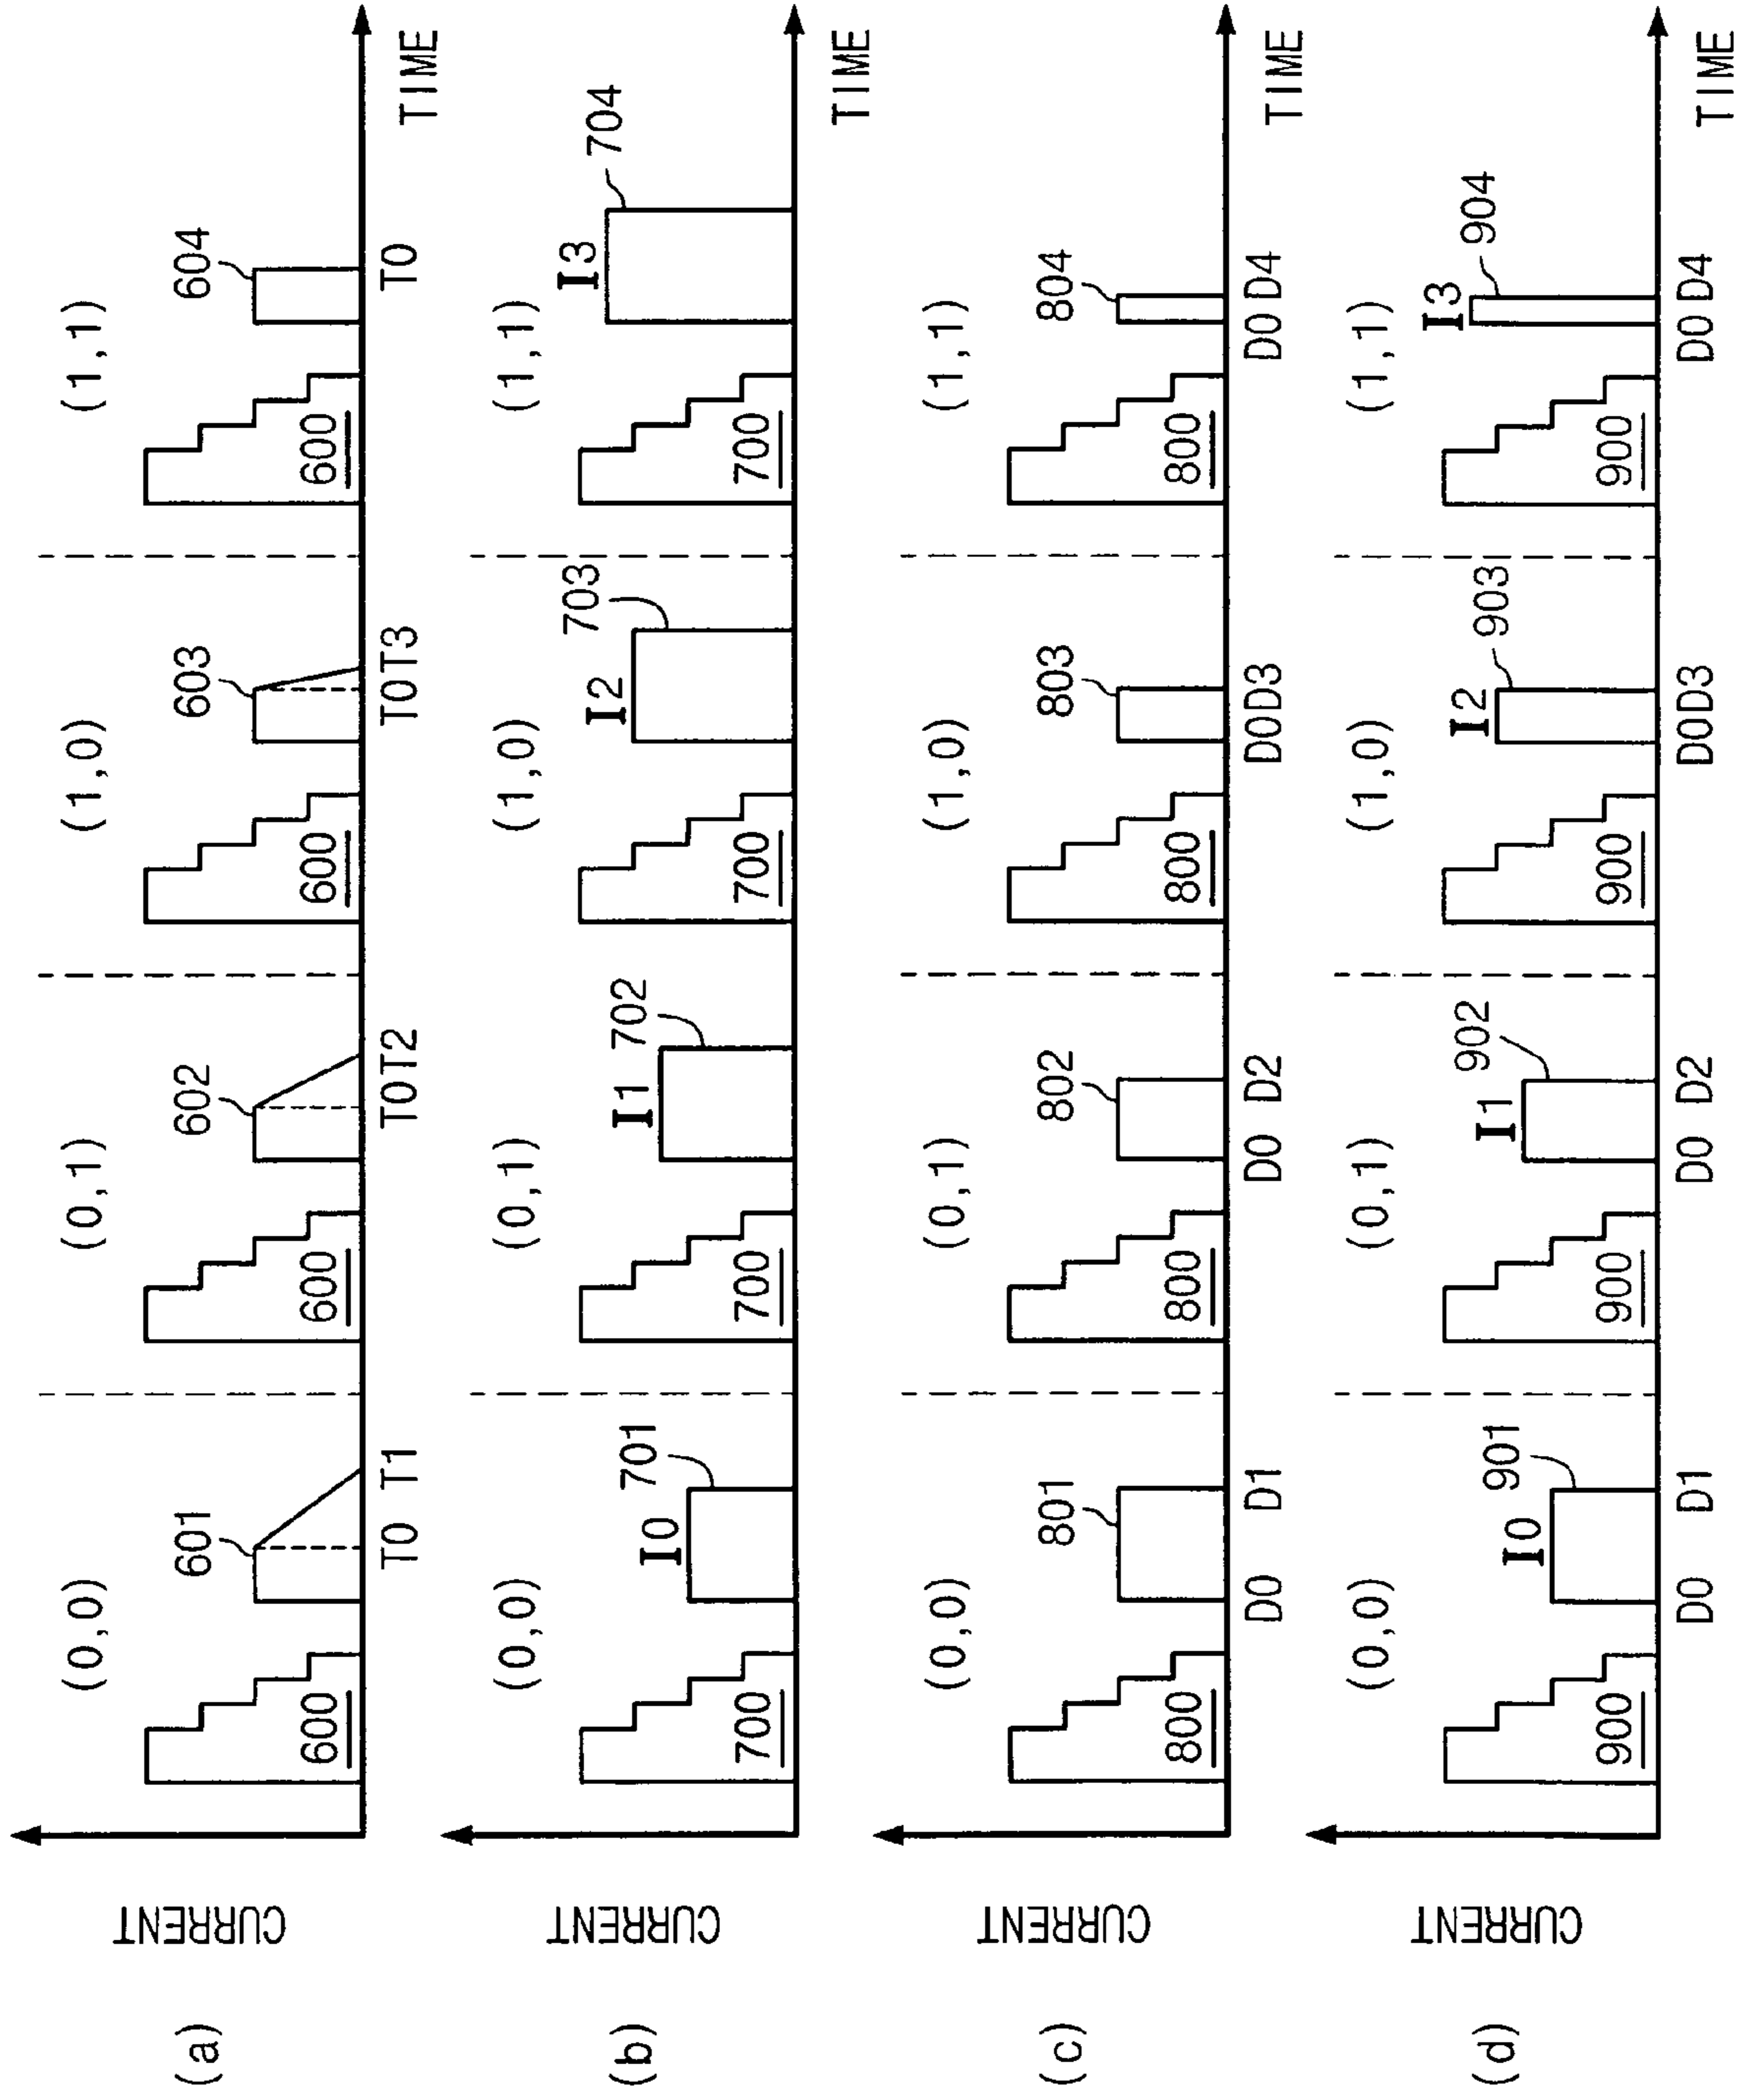 (a)
CURRENT
(0,0) (0,1) (1,0) (1,1)
601 602 603 604
600 600 600 600
T0 T1 T0T2 T0T3 T0
TIME
(b)
CURRENT
(0,0) (0,1) (1,0) (1,1)
I0 701 I1 702 I2 703 I3 704
700 700 700 700
TIME
(c)
CURRENT
(0,0) (0,1) (1,0) (1,1)
801 802 803 804
800 800 800 800
D0 D1 D0 D2 D0D3 D0 D4
TIME
(d)
CURRENT
(0,0) (0,1) (1,0) (1,1)
I0 901 I1 902 I2 903 I3 904
900 900 900 900
D0 D1 D0 D2 D0D3 D0 D4
TIME